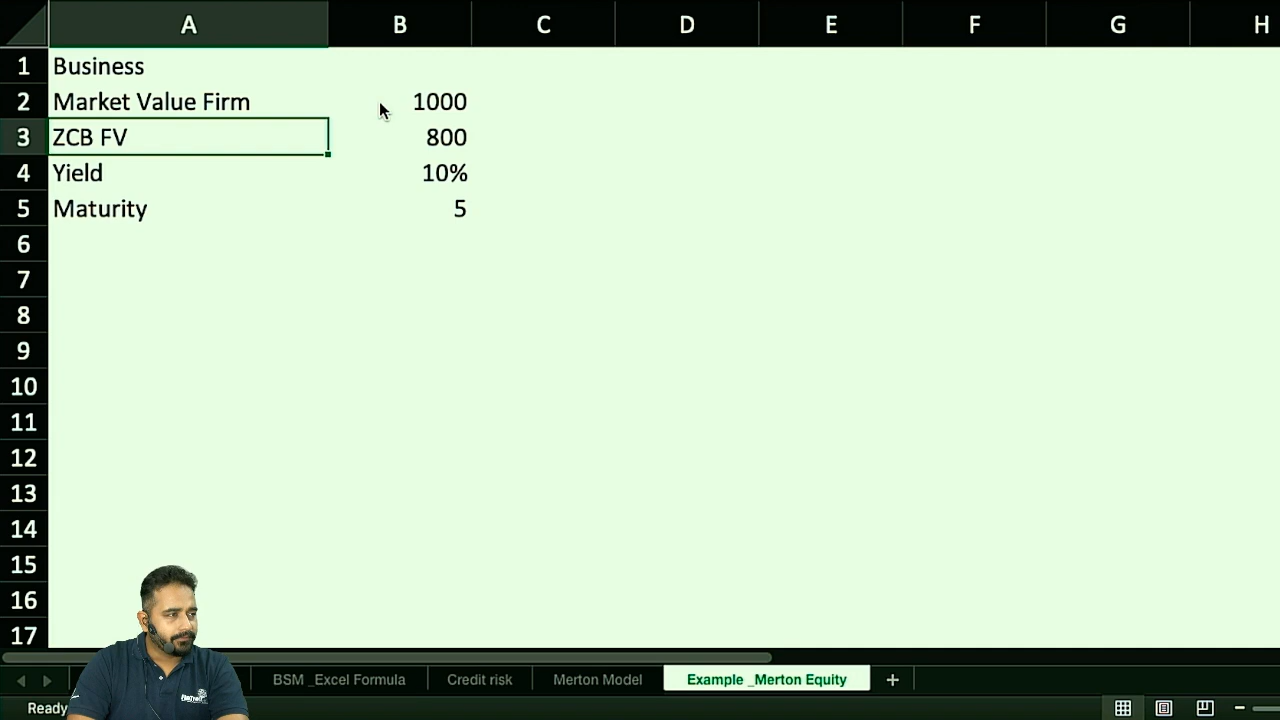 A B C D E F G H
1 Business
2 Market Value Firm 1000
3 ZCB FV 800
4 Yield 10%
5 Maturity 5
6
7
8
9
10
11
12
13
14
15
16
17
BSM _Excel Formula Credit risk Merton Model Example _Merton Equity +
Ready